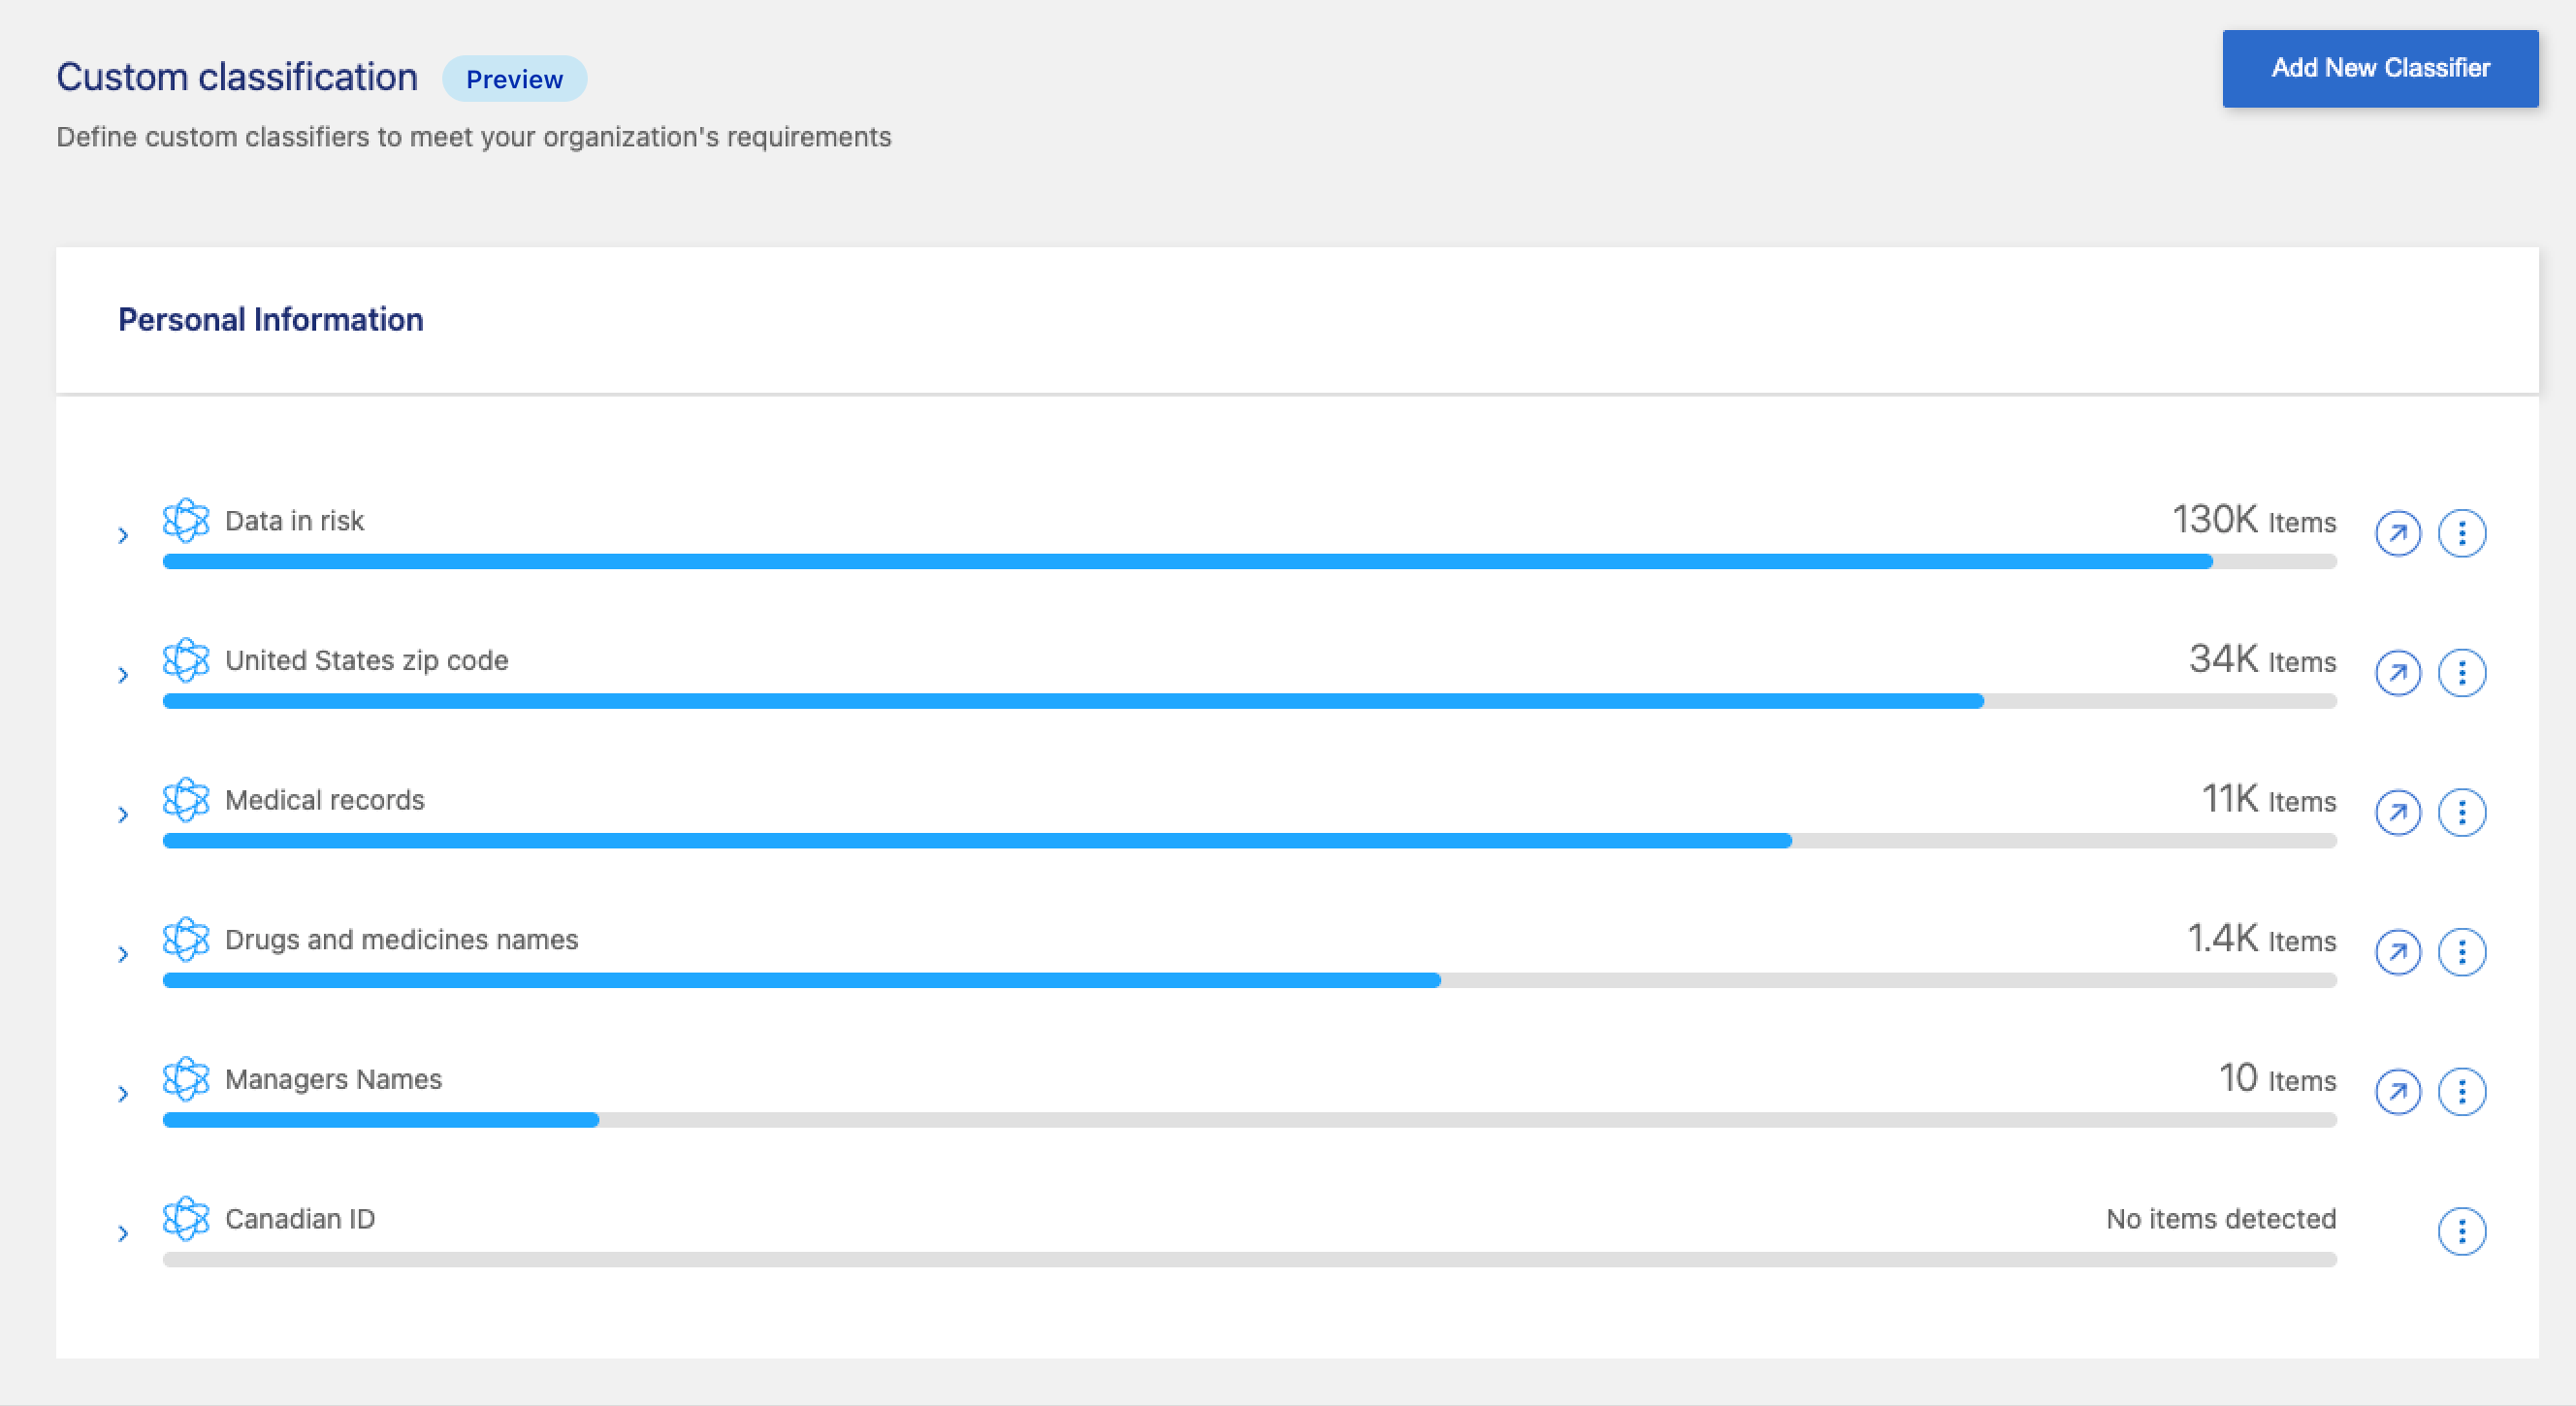 Custom classification Preview
Add New Classifier
Define custom classifiers to meet your organization's requirements
Personal Information
Data in risk 130K Items
United States zip code 34K Items
Medical records 11K Items
Drugs and medicines names 1.4K Items
Managers Names 10 Items
Canadian ID No items detected